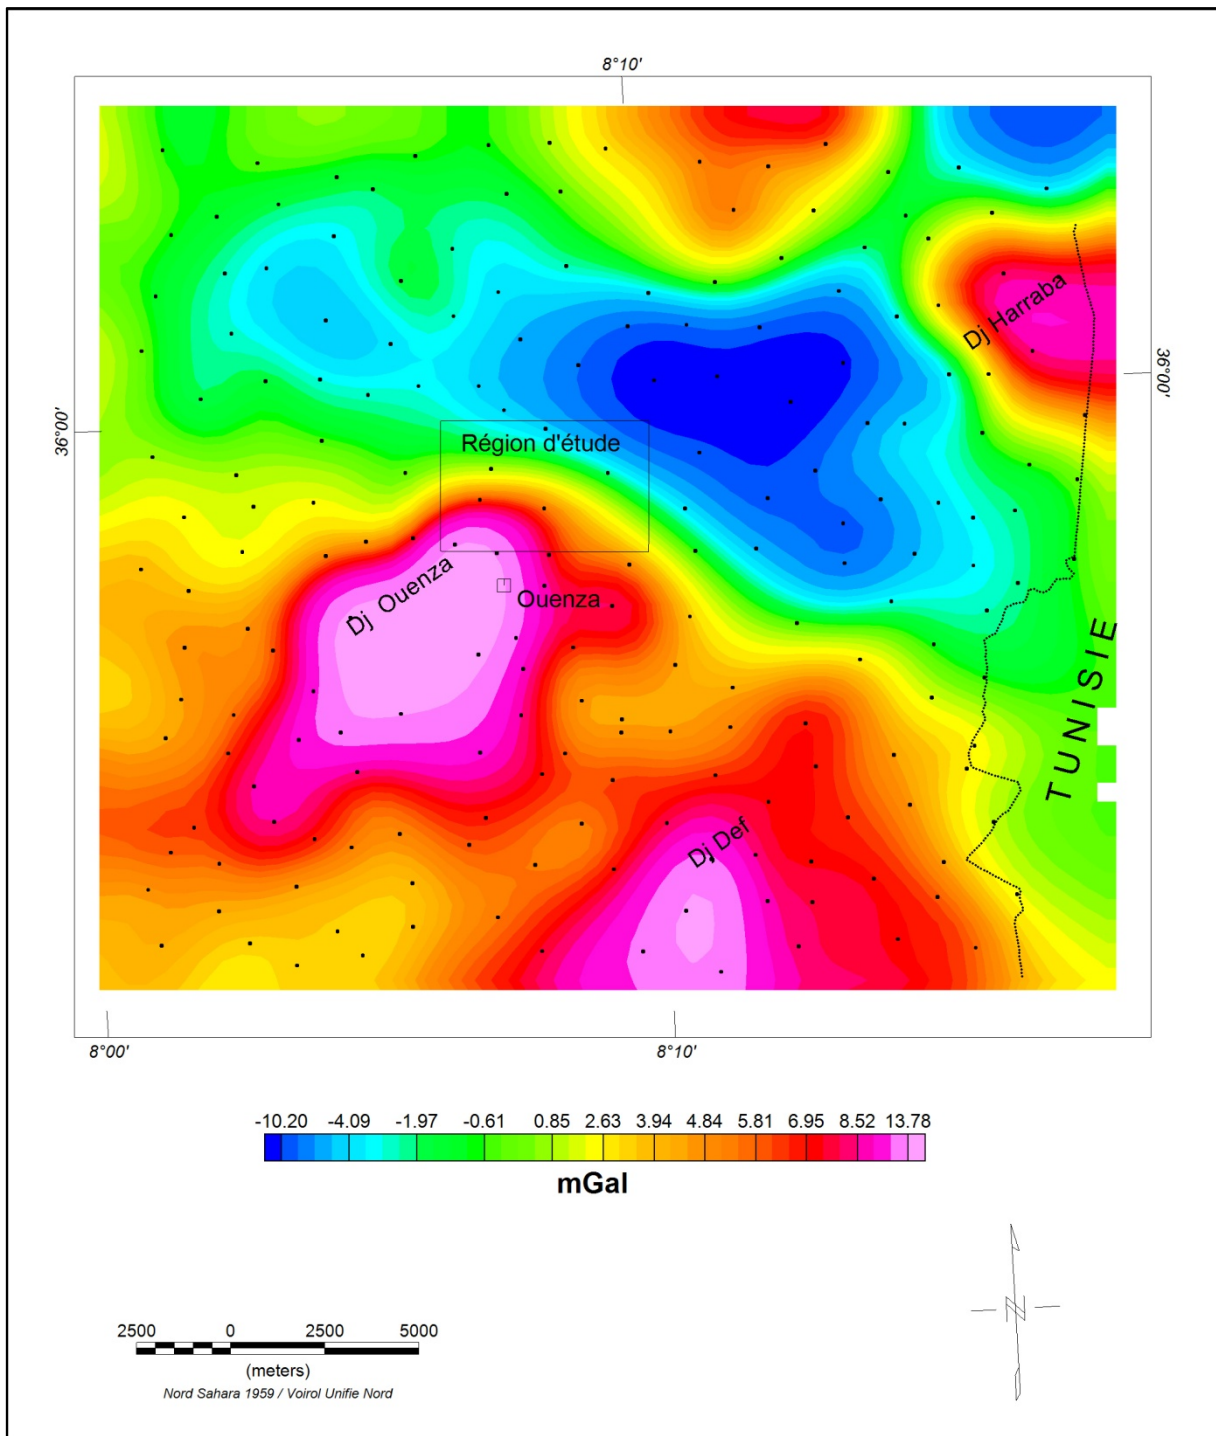 8°10'
Dj Harraba
36°00'
36°00'
Région d'étude
Dj Ouenza
Ouenza
TUNISIE
Dj Def
8°00'
8°10'
-10.20 -4.09 -1.97 -0.61 0.85 2.63 3.94 4.84 5.81 6.95 8.52 13.78
mGal
N
2500 0 2500 5000
(meters)
Nord Sahara 1959 / Voirol Unifie Nord